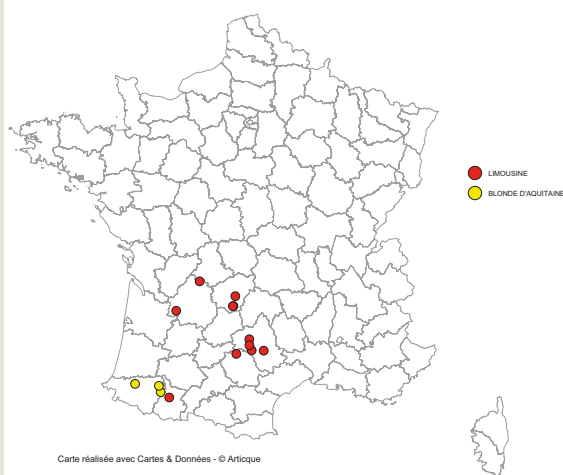 LIMOUSINE
BLONDE D'AQUITAINE
Carte réalisée avec Cartes & Données - © Articque